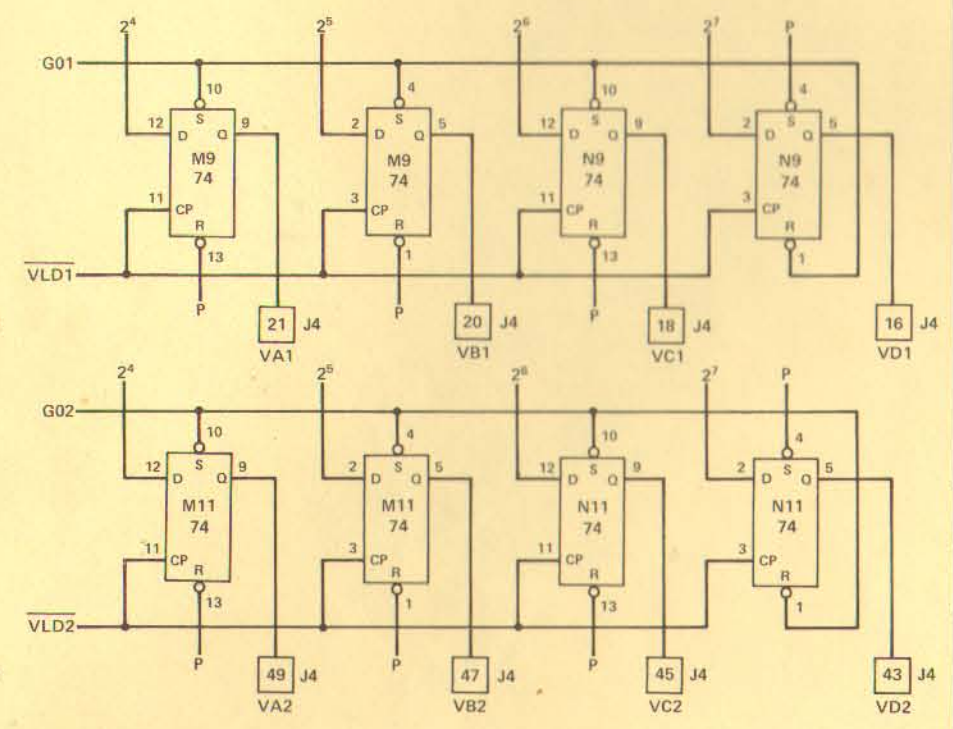 2⁴ 2⁵ 2⁶ 2⁷ P
G01
10 4 10 4
S S S S
12 D Q 9 2 D Q 5 12 D Q 9 2 D Q 5
M9 M9 N9 N9
74 74 74 74
11 CP 3 CP 11 CP 3 CP
R R R R
13 1 13 1
VLD1
P P P
21 J4 20 J4 18 J4 16 J4
VA1 VB1 VC1 VD1
2⁴ 2⁵ 2⁶ 2⁷ P
G02
10 4 10 4
S S S S
12 D Q 9 2 D Q 5 12 D Q 9 2 D Q 5
M11 M11 N11 N11
74 74 74 74
11 CP 3 CP 11 CP 3 CP
R R R R
13 1 13 1
VLD2
P P P
49 J4 47 J4 45 J4 43 J4
VA2 VB2 VC2 VD2